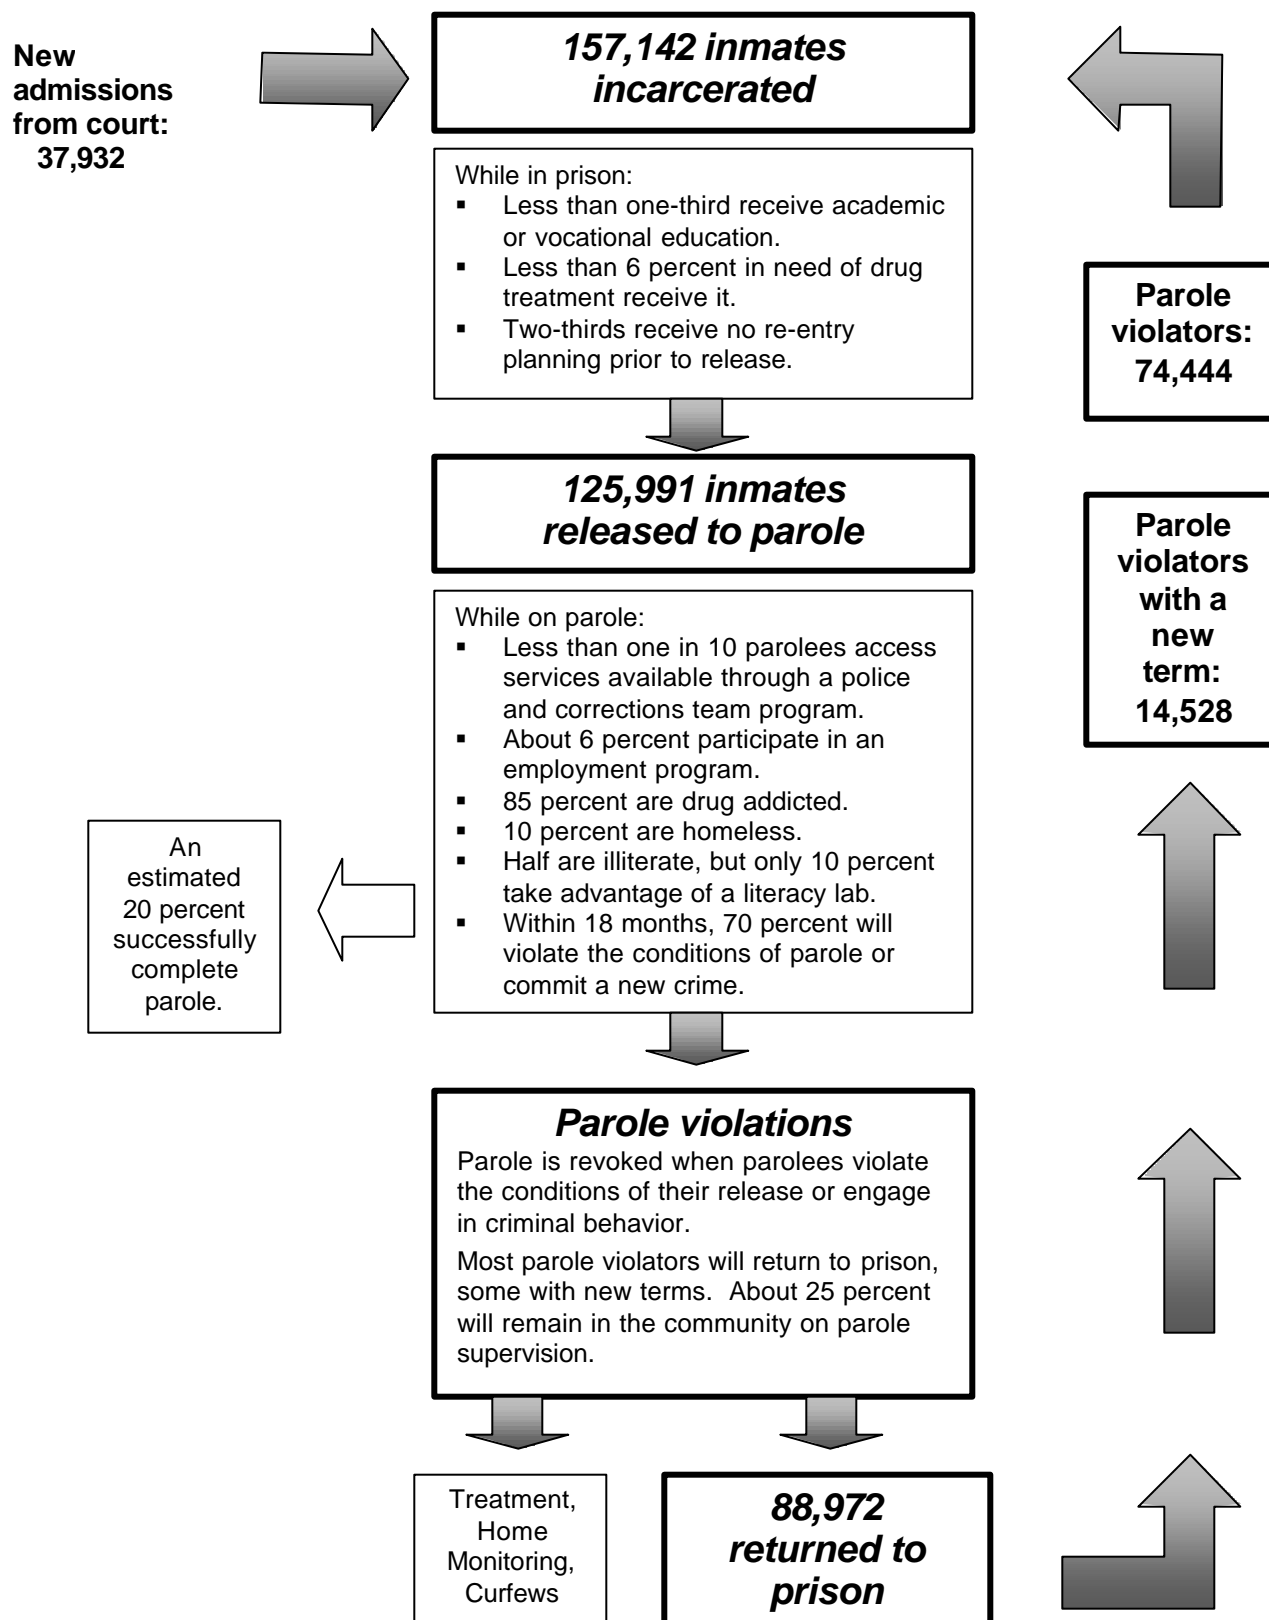 New
admissions
from court:
37,932
157,142 inmates
incarcerated
While in prison:
▪ Less than one-third receive academic
or vocational education.
▪ Less than 6 percent in need of drug
treatment receive it.
▪ Two-thirds receive no re-entry
planning prior to release.
Parole
violators:
74,444
125,991 inmates
released to parole
Parole
violators
with a
new
term:
14,528
While on parole:
▪ Less than one in 10 parolees access
services available through a police
and corrections team program.
▪ About 6 percent participate in an
employment program.
▪ 85 percent are drug addicted.
▪ 10 percent are homeless.
▪ Half are illiterate, but only 10 percent
take advantage of a literacy lab.
▪ Within 18 months, 70 percent will
violate the conditions of parole or
commit a new crime.
An
estimated
20 percent
successfully
complete
parole.
Parole violations
Parole is revoked when parolees violate
the conditions of their release or engage
in criminal behavior.
Most parole violators will return to prison,
some with new terms.  About 25 percent
will remain in the community on parole
supervision.
Treatment,
Home
Monitoring,
Curfews
88,972
returned to
prison